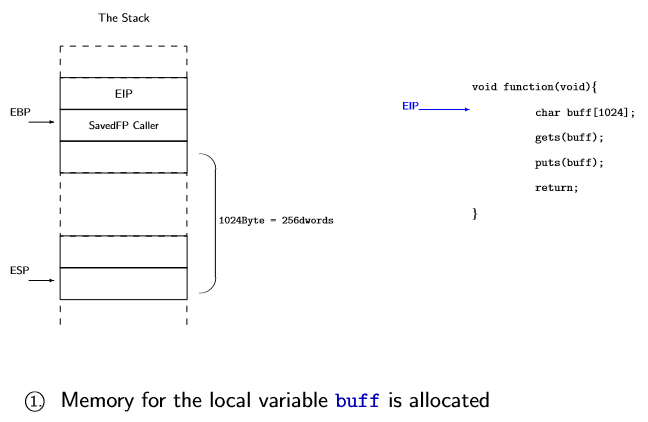 The Stack
EIP
EBP
SavedFP Caller
1024Byte = 256dwords
ESP
void function(void){
EIP
char buff[1024];
gets(buff);
puts(buff);
return;
}
1. Memory for the local variable buff is allocated